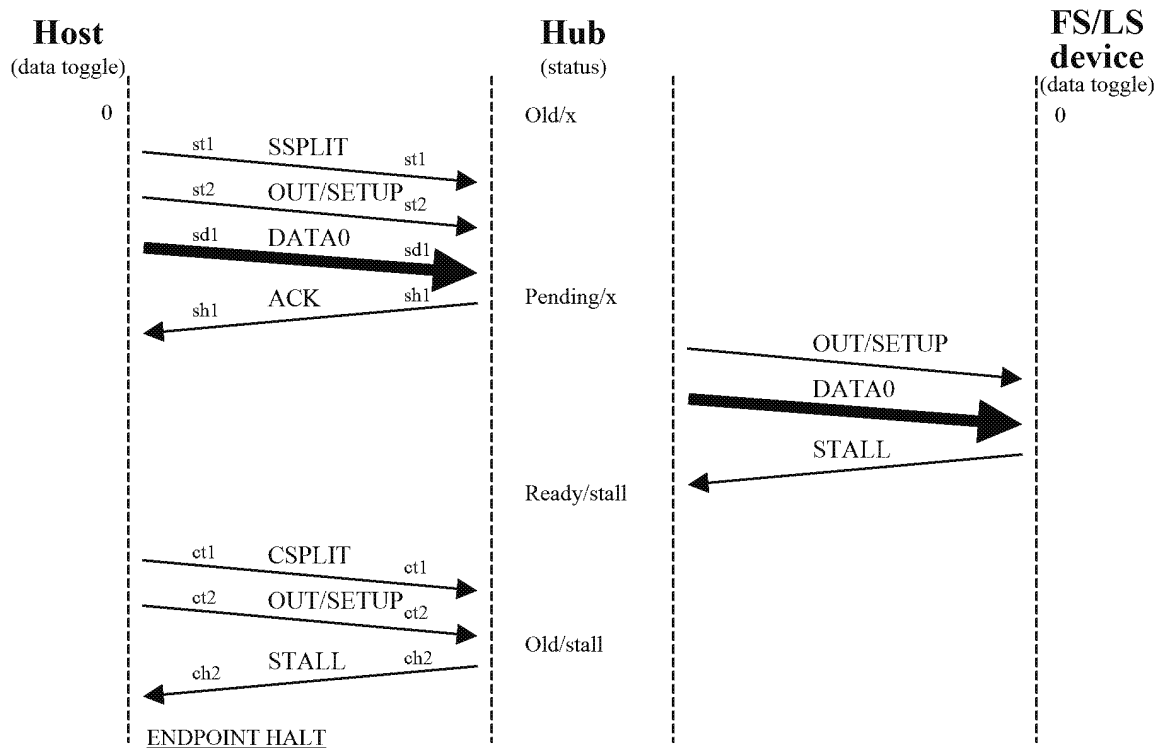 Host
(data toggle)
Hub
(status)
FS/LS
device
(data toggle)
0
Old/x
0
st1 SSPLIT st1
st2 OUT/SETUP st2
sd1 DATA0 sd1
sh1 ACK sh1
Pending/x
OUT/SETUP
DATA0
STALL
Ready/stall
ct1 CSPLIT ct1
ct2 OUT/SETUP ct2
Old/stall
ch2 STALL ch2
ENDPOINT HALT